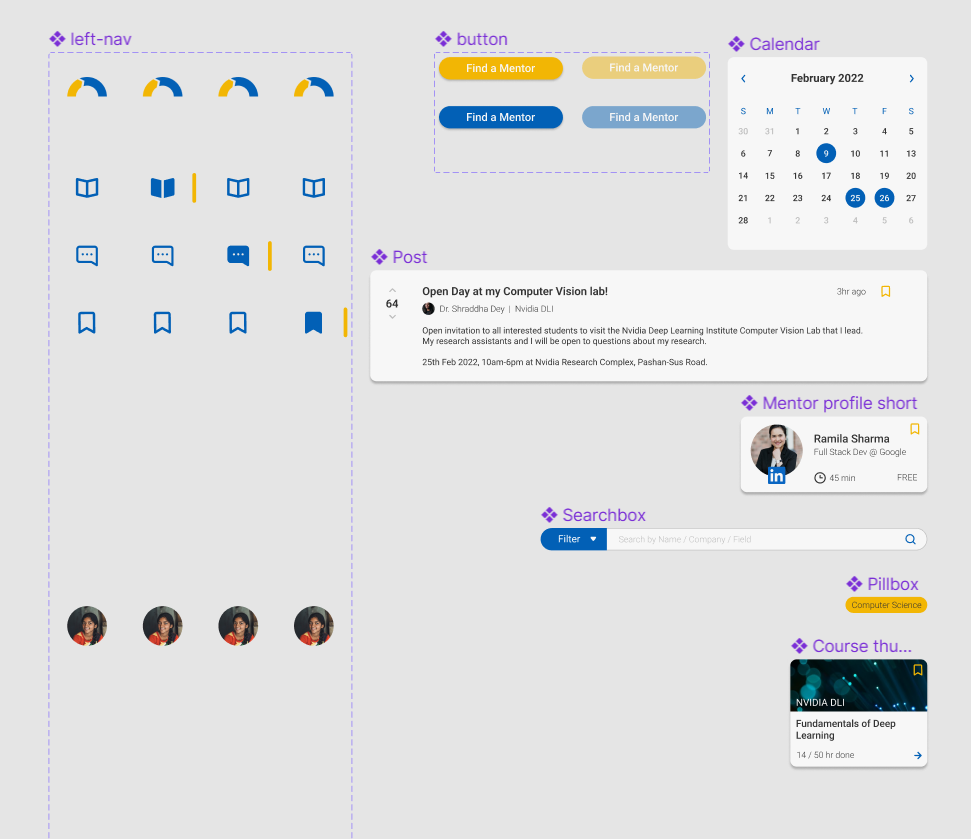 left-nav
button
Find a Mentor
Find a Mentor
Find a Mentor
Find a Mentor
Calendar
February 2022
S M T W T F S
30 31 1 2 3 4 5
6 7 8 9 10 11 13
14 15 16 17 18 19 20
21 22 23 24 25 26 27
28 1 2 3 4 5 6
Post
64
Open Day at my Computer Vision lab!
3hr ago
Dr. Shraddha Dey | Nvidia DLI
Open invitation to all interested students to visit the Nvidia Deep Learning Institute Computer Vision Lab that I lead.
My research assistants and I will be open to questions about my research.
25th Feb 2022, 10am-6pm at Nvidia Research Complex, Pashan-Sus Road.
Mentor profile short
Ramila Sharma
Full Stack Dev @ Google
in
45 min
FREE
Searchbox
Filter
Search by Name / Company / Field
Pillbox
Computer Science
Course thu...
NVIDIA DLI
Fundamentals of Deep
Learning
14 / 50 hr done